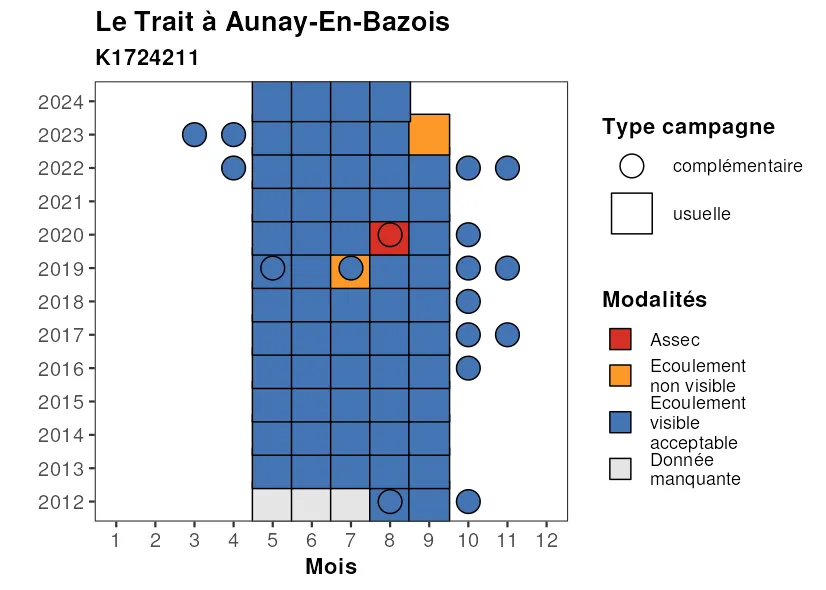 Le Trait à Aunay-En-Bazois
K1724211
2024
2023
2022
2021
2020
2019
2018
2017
2016
2015
2014
2013
2012
1 2 3 4 5 6 7 8 9 10 11 12
Mois
Type campagne
complémentaire
usuelle
Modalités
Assec
Ecoulement
non visible
Ecoulement
visible
acceptable
Donnée
manquante